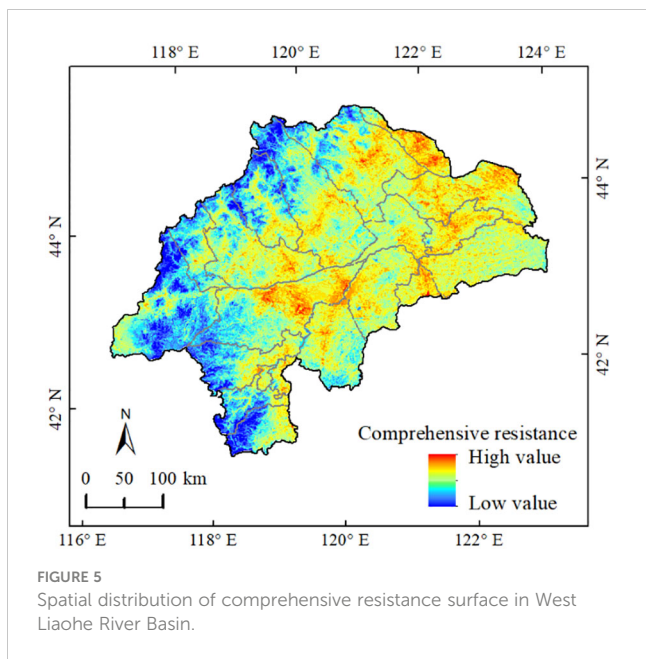 118° E 120° E 122° E 124° E
44° N
44° N
42° N
42° N
N
0 50 100 km
Comprehensive resistance
High value
Low value
116° E 118° E 120° E 122° E
FIGURE 5
Spatial distribution of comprehensive resistance surface in West
Liaohe River Basin.